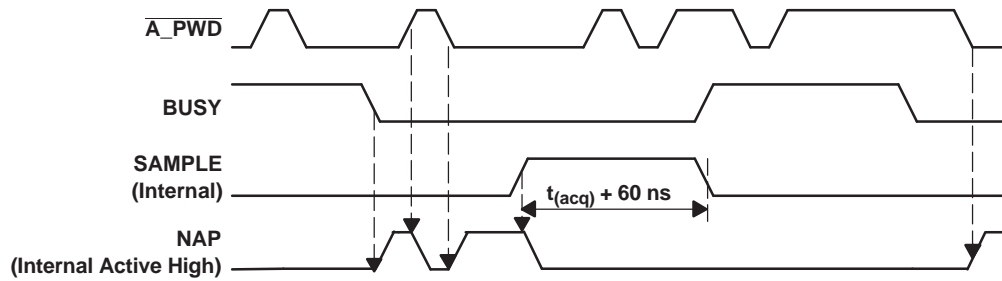 A_PWD
BUSY
SAMPLE
(Internal)
t(acq) + 60 ns
NAP
(Internal Active High)